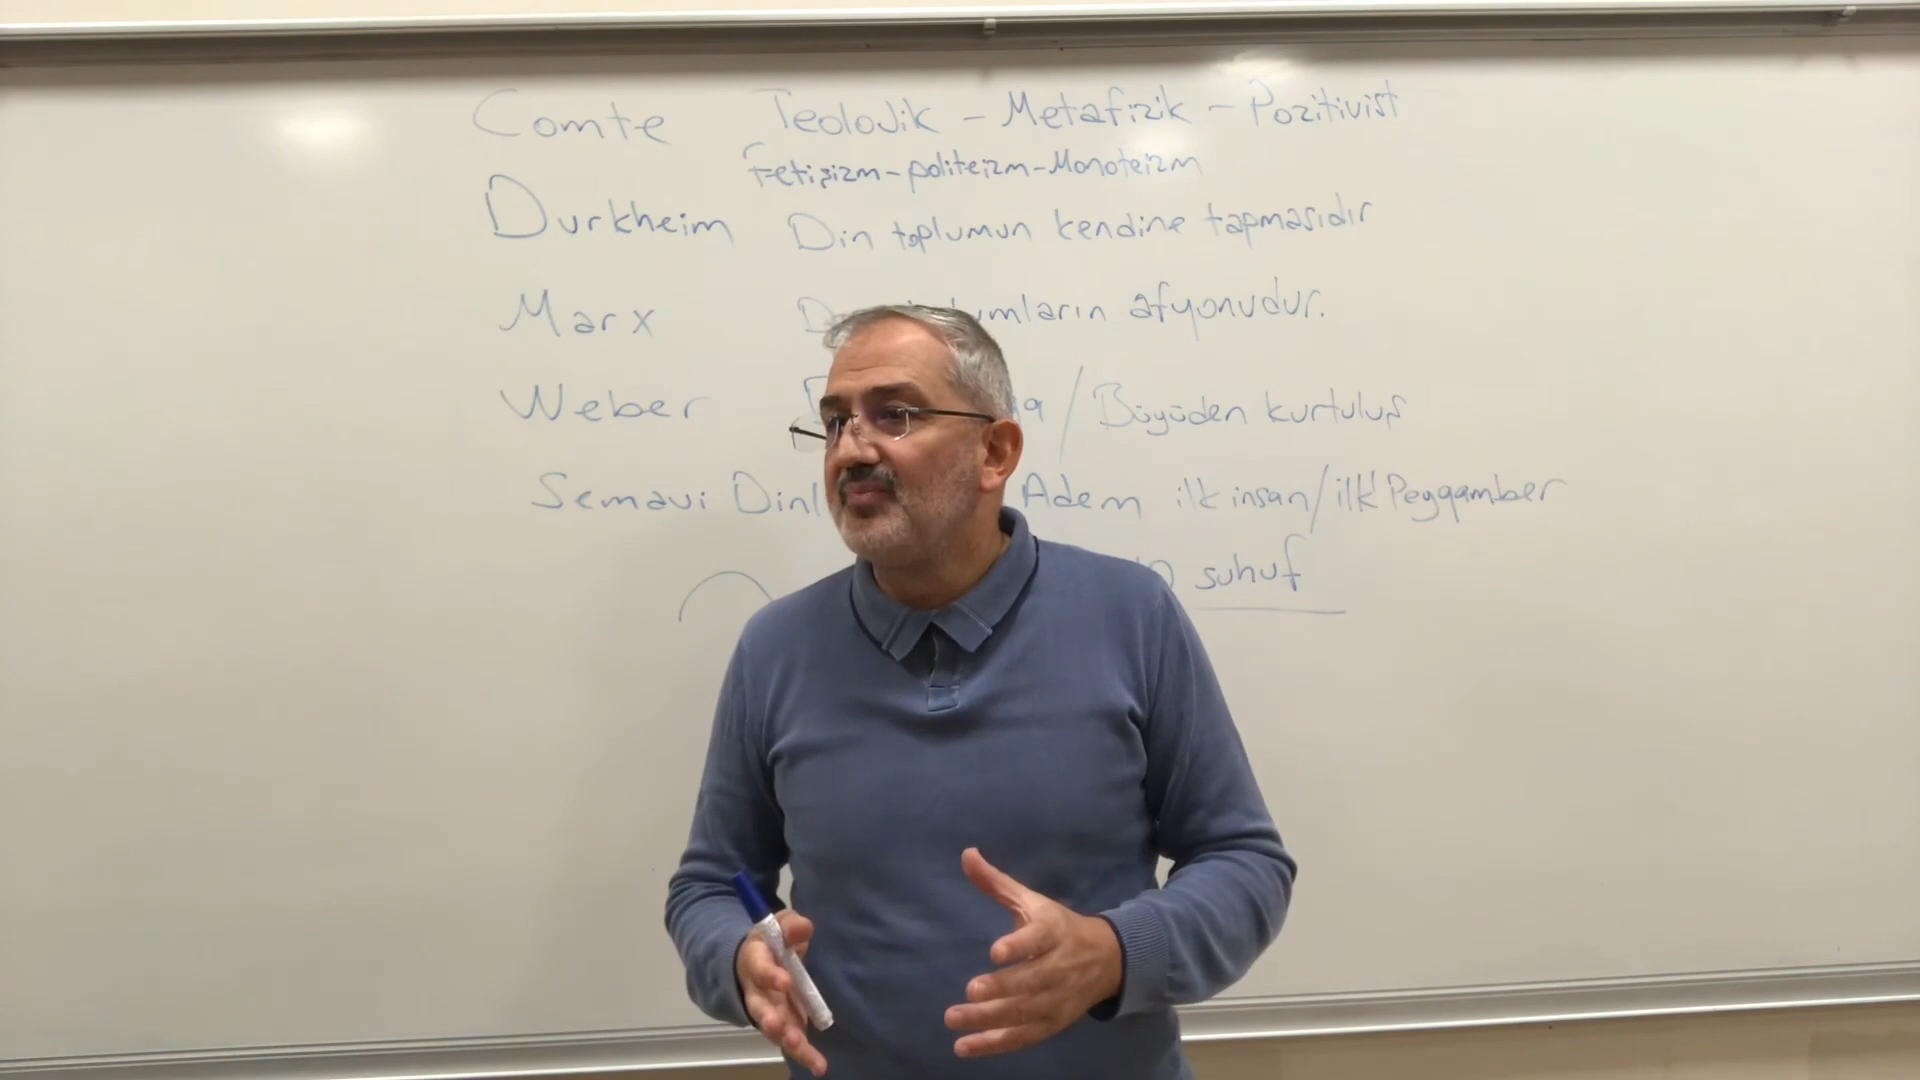 Comte Teolojik - Metafizik - Pozitivist
Fetişizm - politeizm - Monoteizm
Durkheim Din toplumun kendine tapmasıdır
Marx afyonudur.
Weber / Büyüden kurtuluş
Semavi Adem ilk insan / ilk Peygamber
suhuf